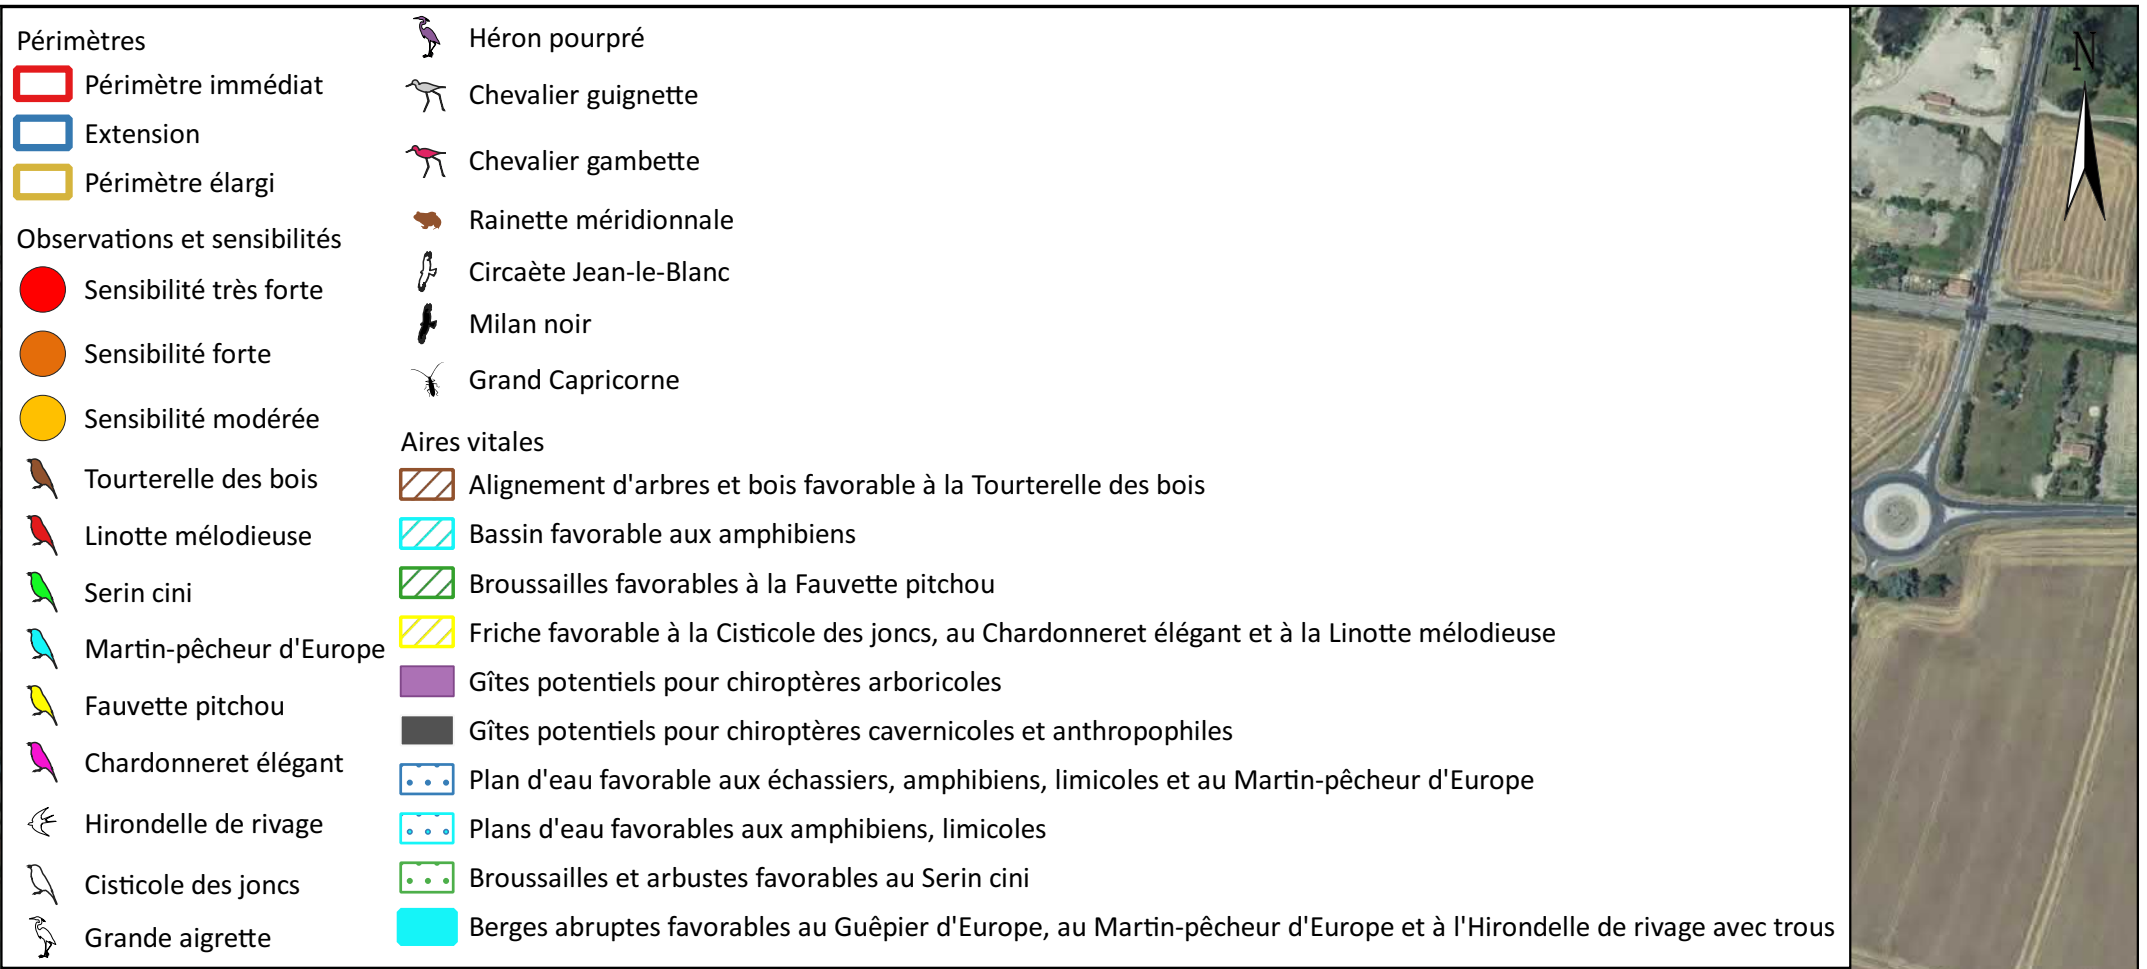 Périmètres
Périmètre immédiat
Extension
Périmètre élargi
Observations et sensibilités
Sensibilité très forte
Sensibilité forte
Sensibilité modérée
Tourterelle des bois
Linotte mélodieuse
Serin cini
Martin-pêcheur d'Europe
Fauvette pitchou
Chardonneret élégant
Hirondelle de rivage
Cisticole des joncs
Grande aigrette
Héron pourpré
Chevalier guignette
Chevalier gambette
Rainette méridionnale
Circaète Jean-le-Blanc
Milan noir
Grand Capricorne
Aires vitales
Alignement d'arbres et bois favorable à la Tourterelle des bois
Bassin favorable aux amphibiens
Broussailles favorables à la Fauvette pitchou
Friche favorable à la Cisticole des joncs, au Chardonneret élégant et à la Linotte mélodieuse
Gîtes potentiels pour chiroptères arboricoles
Gîtes potentiels pour chiroptères cavernicoles et anthropophiles
Plan d'eau favorable aux échassiers, amphibiens, limicoles et au Martin-pêcheur d'Europe
Plans d'eau favorables aux amphibiens, limicoles
Broussailles et arbustes favorables au Serin cini
Berges abruptes favorables au Guêpier d'Europe, au Martin-pêcheur d'Europe et à l'Hirondelle de rivage avec trous
N